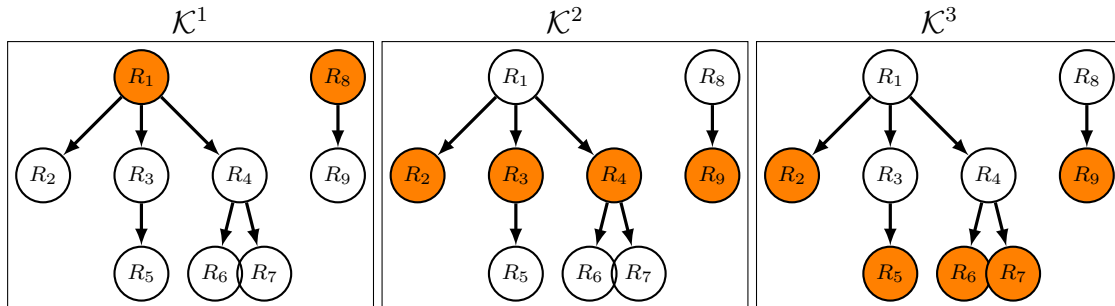 𝒦¹ 𝒦² 𝒦³
R₁ R₈ R₁ R₈ R₁ R₈
R₂ R₃ R₄ R₉ R₂ R₃ R₄ R₉ R₂ R₃ R₄ R₉
R₅ R₆ R₇ R₅ R₆ R₇ R₅ R₆ R₇